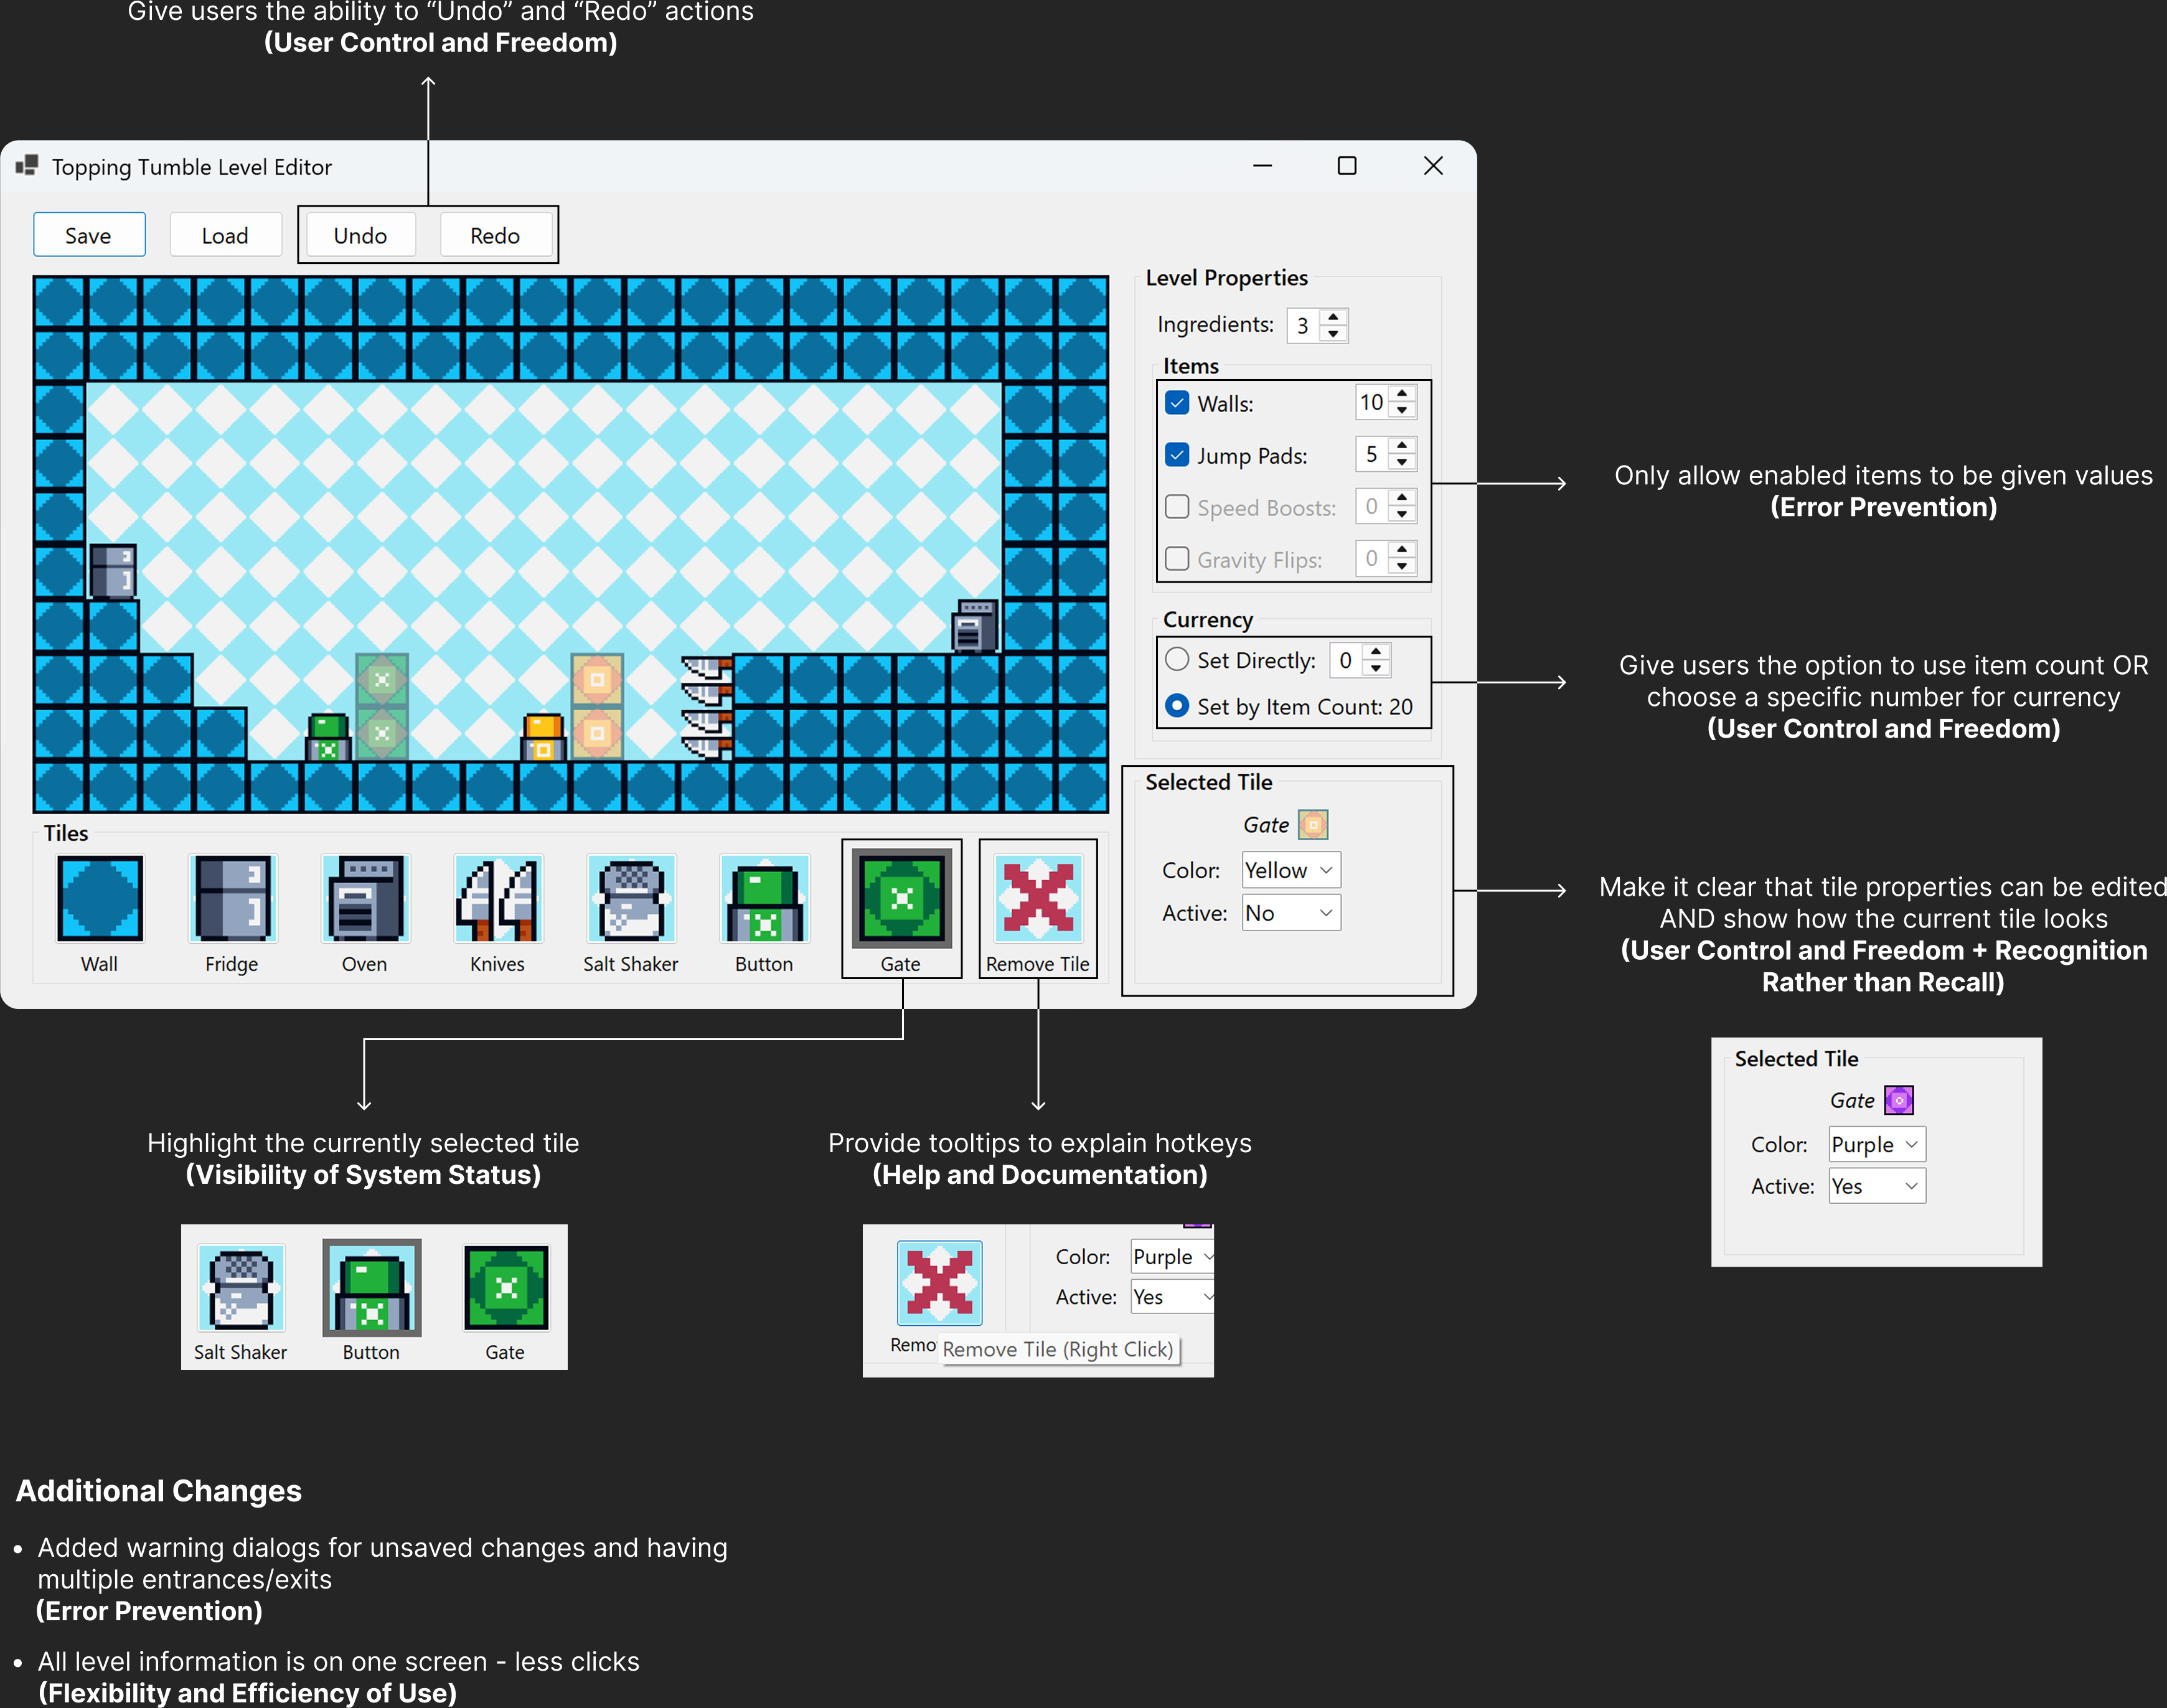 Give users the ability to “Undo” and “Redo” actions
(User Control and Freedom)
Topping Tumble Level Editor
Save
Load
Undo
Redo
Level Properties
Ingredients: 3
Items
Walls: 10
Jump Pads: 5
Speed Boosts: 0
Gravity Flips: 0
Only allow enabled items to be given values
(Error Prevention)
Currency
Set Directly: 0
Set by Item Count: 20
Give users the option to use item count OR
choose a specific number for currency
(User Control and Freedom)
Selected Tile
Gate
Color: Yellow
Active: No
Make it clear that tile properties can be edited
AND show how the current tile looks
(User Control and Freedom + Recognition
Rather than Recall)
Tiles
Wall
Fridge
Oven
Knives
Salt Shaker
Button
Gate
Remove Tile
Selected Tile
Gate
Color: Purple
Active: Yes
Highlight the currently selected tile
(Visibility of System Status)
Salt Shaker
Button
Gate
Provide tooltips to explain hotkeys
(Help and Documentation)
Color: Purple
Active: Yes
Remo
Remove Tile (Right Click)
Additional Changes
• Added warning dialogs for unsaved changes and having
multiple entrances/exits
(Error Prevention)
• All level information is on one screen - less clicks
(Flexibility and Efficiency of Use)